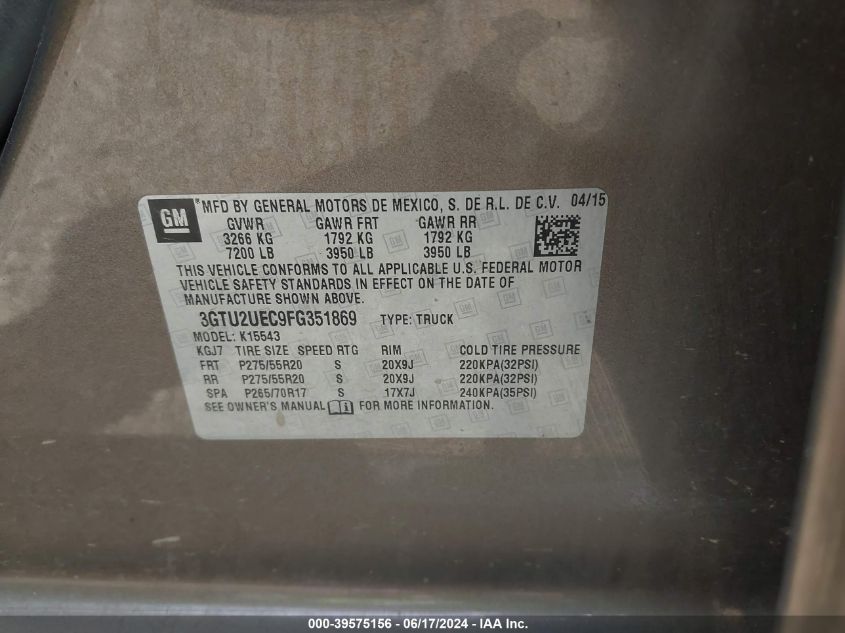 GM
*MFD BY GENERAL MOTORS DE MEXICO, S. DE R.L. DE C.V. 04/15
GVWR GAWR FRT GAWR RR
3266 KG 1792 KG 1792 KG
7200 LB 3950 LB 3950 LB
THIS VEHICLE CONFORMS TO ALL APPLICABLE U.S. FEDERAL MOTOR
VEHICLE SAFETY STANDARDS IN EFFECT ON THE DATE OF
MANUFACTURE SHOWN ABOVE.
3GTU2UEC9FG351869 TYPE: TRUCK
MODEL: K15543
KGJ7 TIRE SIZE SPEED RTG RIM COLD TIRE PRESSURE
FRT P275/55R20 S 20X9J 220KPA(32PSI)
RR P275/55R20 S 20X9J 220KPA(32PSI)
SPA P265/70R17 S 17X7J 240KPA(35PSI)
SEE OWNER'S MANUAL FOR MORE INFORMATION.
000-39575156 - 06/17/2024 - IAA Inc.